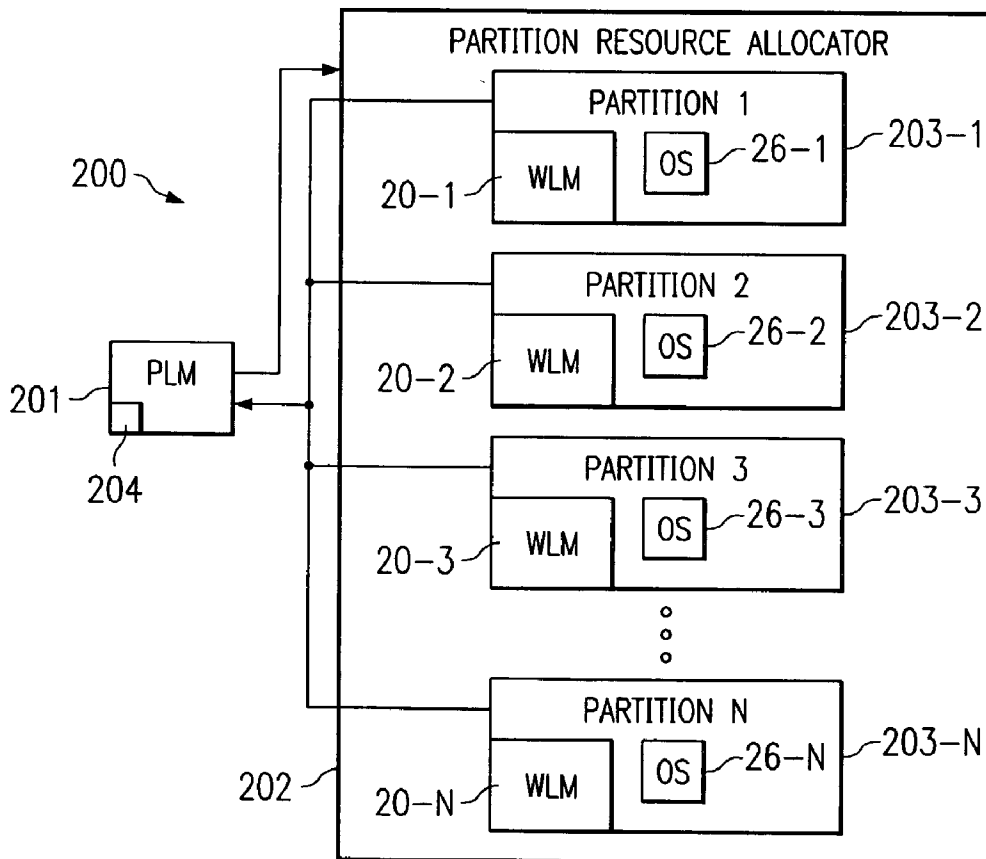 PARTITION RESOURCE ALLOCATOR
PARTITION 1
203-1
26-1
OS
WLM
20-1
200
PARTITION 2
203-2
26-2
OS
WLM
20-2
PLM
201
204
PARTITION 3
203-3
26-3
OS
WLM
20-3
PARTITION N
203-N
26-N
OS
WLM
20-N
202